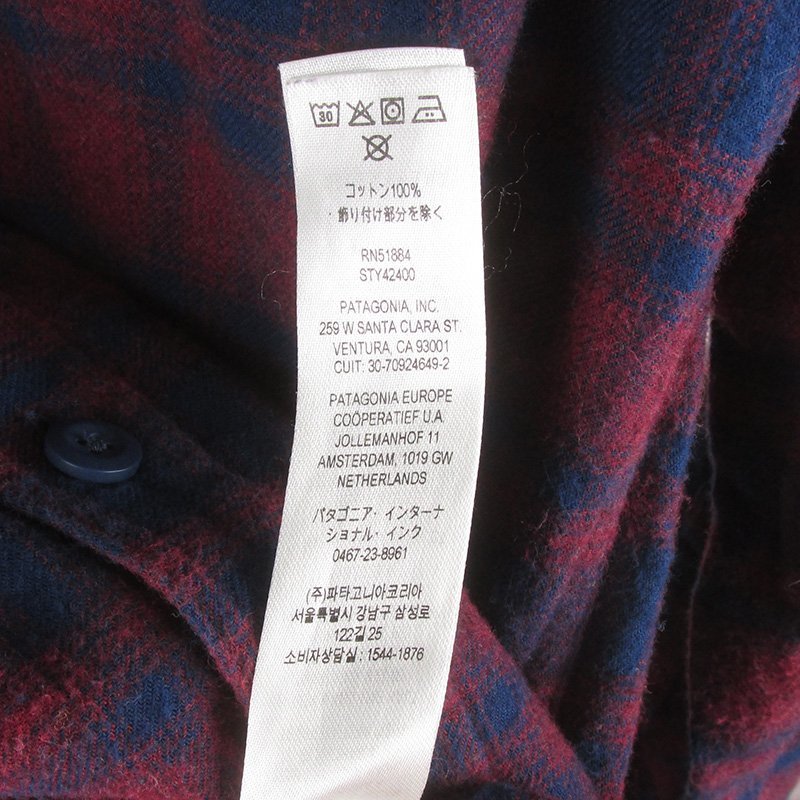 30
コットン100%
・飾り付け部分を除く
RN51884
STY42400
PATAGONIA, INC.
259 W SANTA CLARA ST.
VENTURA, CA 93001
CUIT: 30-70924649-2
PATAGONIA EUROPE
COÖPERATIEF U.A
JOLLEMANHOF 11
AMSTERDAM, 1019 GW
NETHERLANDS
パタゴニア・インターナ
ショナル・インク
0467-23-8961
(주)파타고니아코리아
서울특별시 강남구 삼성로
122길 25
소비자상담실 : 1544-1876